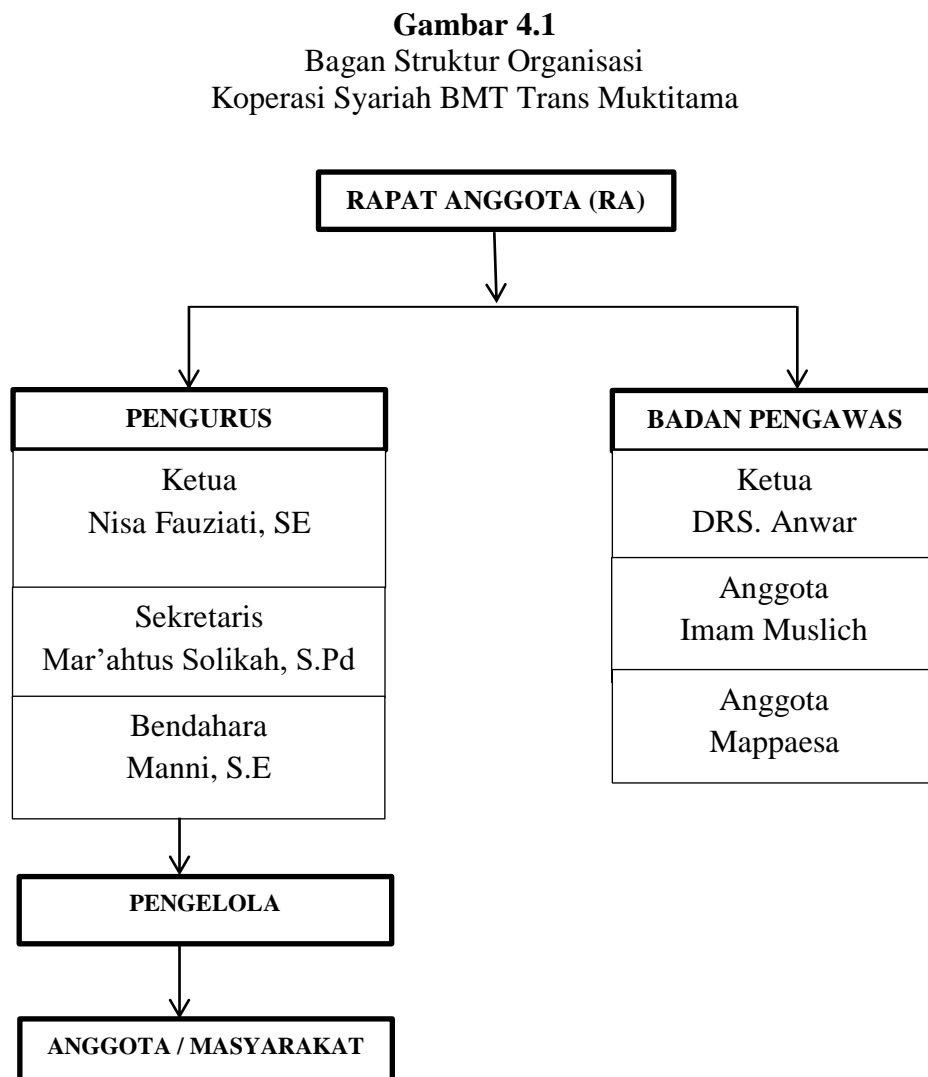 Gambar 4.1
Bagan Struktur Organisasi
Koperasi Syariah BMT Trans Muktitama
RAPAT ANGGOTA (RA)
PENGURUS
Ketua
Nisa Fauziati, SE
Sekretaris
Mar’ahtus Solikah, S.Pd
Bendahara
Manni, S.E
BADAN PENGAWAS
Ketua
DRS. Anwar
Anggota
Imam Muslich
Anggota
Mappaesa
PENGELOLA
ANGGOTA / MASYARAKAT